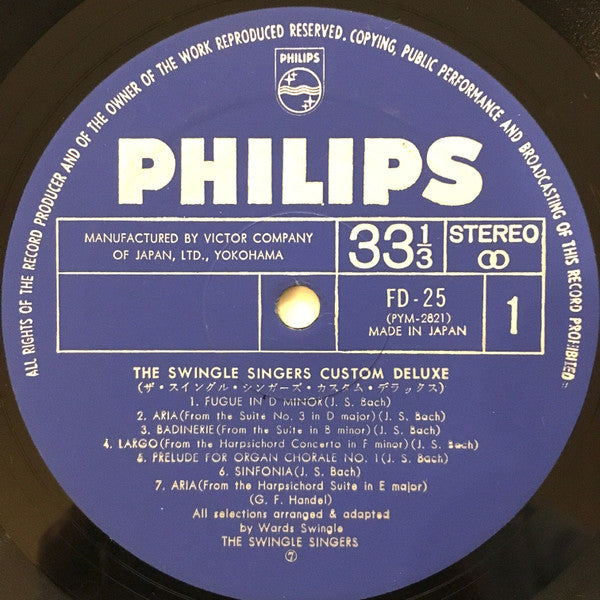 ALL RIGHTS OF THE RECORD PRODUCER AND OF THE OWNER OF THE WORK REPRODUCED RESERVED. COPYING, PUBLIC PERFORMANCE AND BROADCASTING OF THIS RECORD PROHIBITED
PHILIPS
PHILIPS
MANUFACTURED BY VICTOR COMPANY
OF JAPAN, LTD., YOKOHAMA
33 1/3
STEREO
FD-25
(PYM-2821)
MADE IN JAPAN
1
THE SWINGLE SINGERS CUSTOM DELUXE
(ザ・スイングル・シンガーズ・カスタム・デラックス)
1. FUGUE IN D MINOR(J. S. Bach)
2. ARIA(From the Suite No. 3 in D major)(J. S. Bach)
3. BADINERIE(From the Suite in B minor)(J. S. Bach)
4. LARGO(From the Harpsichord Concerto in F minor)(J. S. Bach)
5. PRELUDE FOR ORGAN CHORALE NO. 1(J. S. Bach)
6. SINFONIA(J. S. Bach)
7. ARIA(From the Harpsichord Suite in E major)
(G. F. Handel)
All selections arranged & adapted
by Wards Swingle
THE SWINGLE SINGERS
⑦